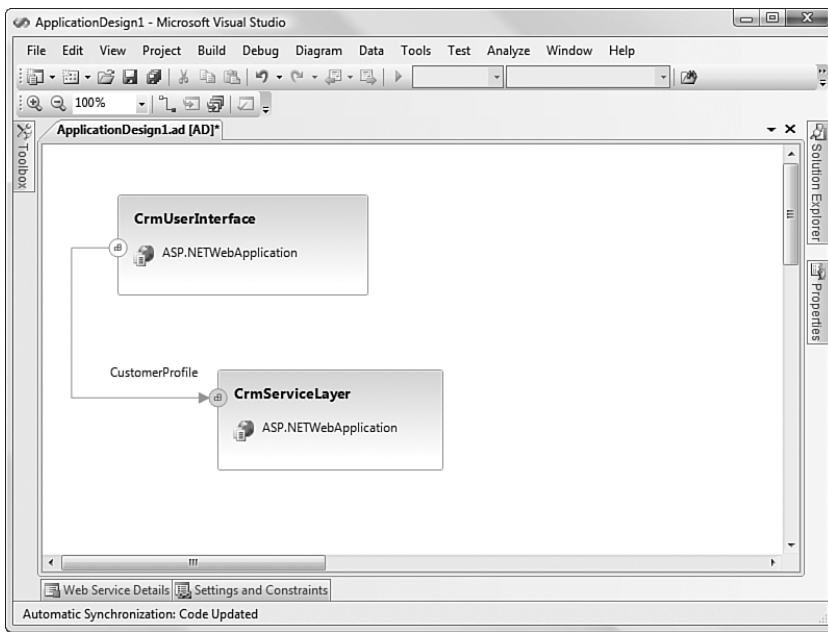 ApplicationDesign1 - Microsoft Visual Studio
File Edit View Project Build Debug Diagram Data Tools Test Analyze Window Help
100%
Toolbox
ApplicationDesign1.ad [AD]*
Solution Explorer
Properties
CrmUserInterface
ASP.NETWebApplication
CustomerProfile
CrmServiceLayer
ASP.NETWebApplication
Web Service Details Settings and Constraints
Automatic Synchronization: Code Updated